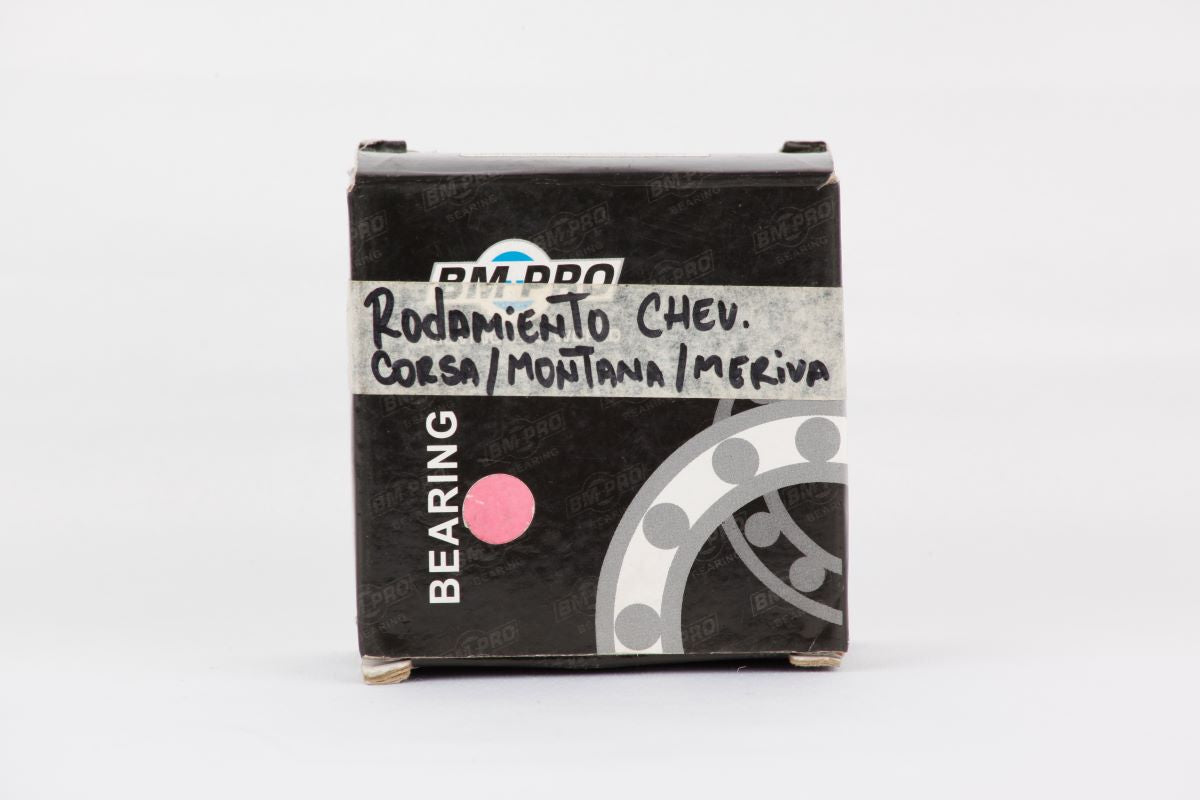 BM PRO
RodAMiENTO CHEV.
CORSA/MONTANA/MERiVA
BEARING